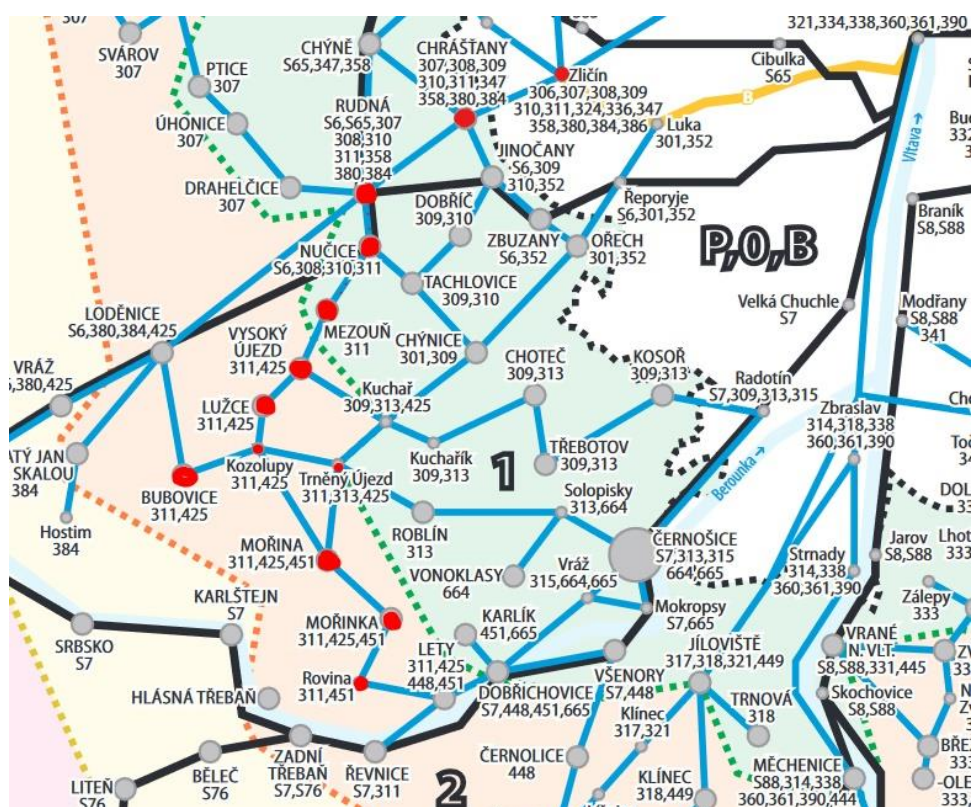 307
SVÁROV
307
CHÝNĚ
S65,347,358
CHRÁŠŤANY
307,308,309
310,311,347
358,380,384
Zličín
306,307,308,309
310,311,324,336,347
358,380,384,386
321,334,338,360,361,390
Cibulka
S65
B
Luka
301,352
Vltava →
PTICE
307
ÚHONICE
307
RUDNÁ
S6,S65,307
308,310
311,358
380,384
JINOČANY
S6,309
310,352
DRAHELČICE
307
DOBŘÍČ
309,310
Řeporyje
S6,301,352
ZBUZANY
S6,352
OŘECH
301,352
P,0,B
Braník
S8,S88
NUČICE
S6,308,310,311
TACHLOVICE
309,310
Velká Chuchle
S7
Modřany
S8,S88
341
LODĚNICE
S6,380,384,425
VYSOKÝ
ÚJEZD
311,425
MEZOUŇ
311
CHÝNICE
301,309
CHOTEČ
309,313
KOSOŘ
309,313
Radotín
S7,309,313,315
VRÁŽ
,380,425
Kuchař
309,313,425
LUŽCE
311,425
Zbraslav
314,318,338
360,361,390
ATÝ JAN
SKALOU
384
Kozolupy
311,425
Kuchařík
309,313
TŘEBOTOV
309,313
Trněný Újezd
311,313,425
1
Berounka →
BUBOVICE
311,425
Solopisky
313,664
Hostim
384
ROBLÍN
313
MOŘINA
311,425,451
VONOKLASY
664
Vráž
315,664,665
ČERNOŠICE
S7,313,315
664,665
Strnady
314,338
360,361,390
Jarov
S8,S88
Zálepy
333
KARLŠTEJN
S7
SRBSKO
S7
MOŘINKA
311,425,451
KARLÍK
451,665
Mokropsy
S7,665
JÍLOVIŠTĚ
317,318,321,449
VRANÉ
N. VLT.
S8,S88,331,445
LETY
311,425
448,451
Rovina
311,451
HLÁSNÁ TŘEBAŇ
DOBŘICHOVICE
S7,448,451,665
VŠENORY
S7,448
TRNOVÁ
318
Skochovice
S8,S88
Klínec
317,321
ZADNÍ
TŘEBAŇ
S7,S76
ŘEVNICE
S7,311
2
ČERNOLICE
448
KLÍNEC
318,449
MĚCHENICE
S88,314,338
360,361,390,444
BĚLEČ
S76
LITEŇ
S76